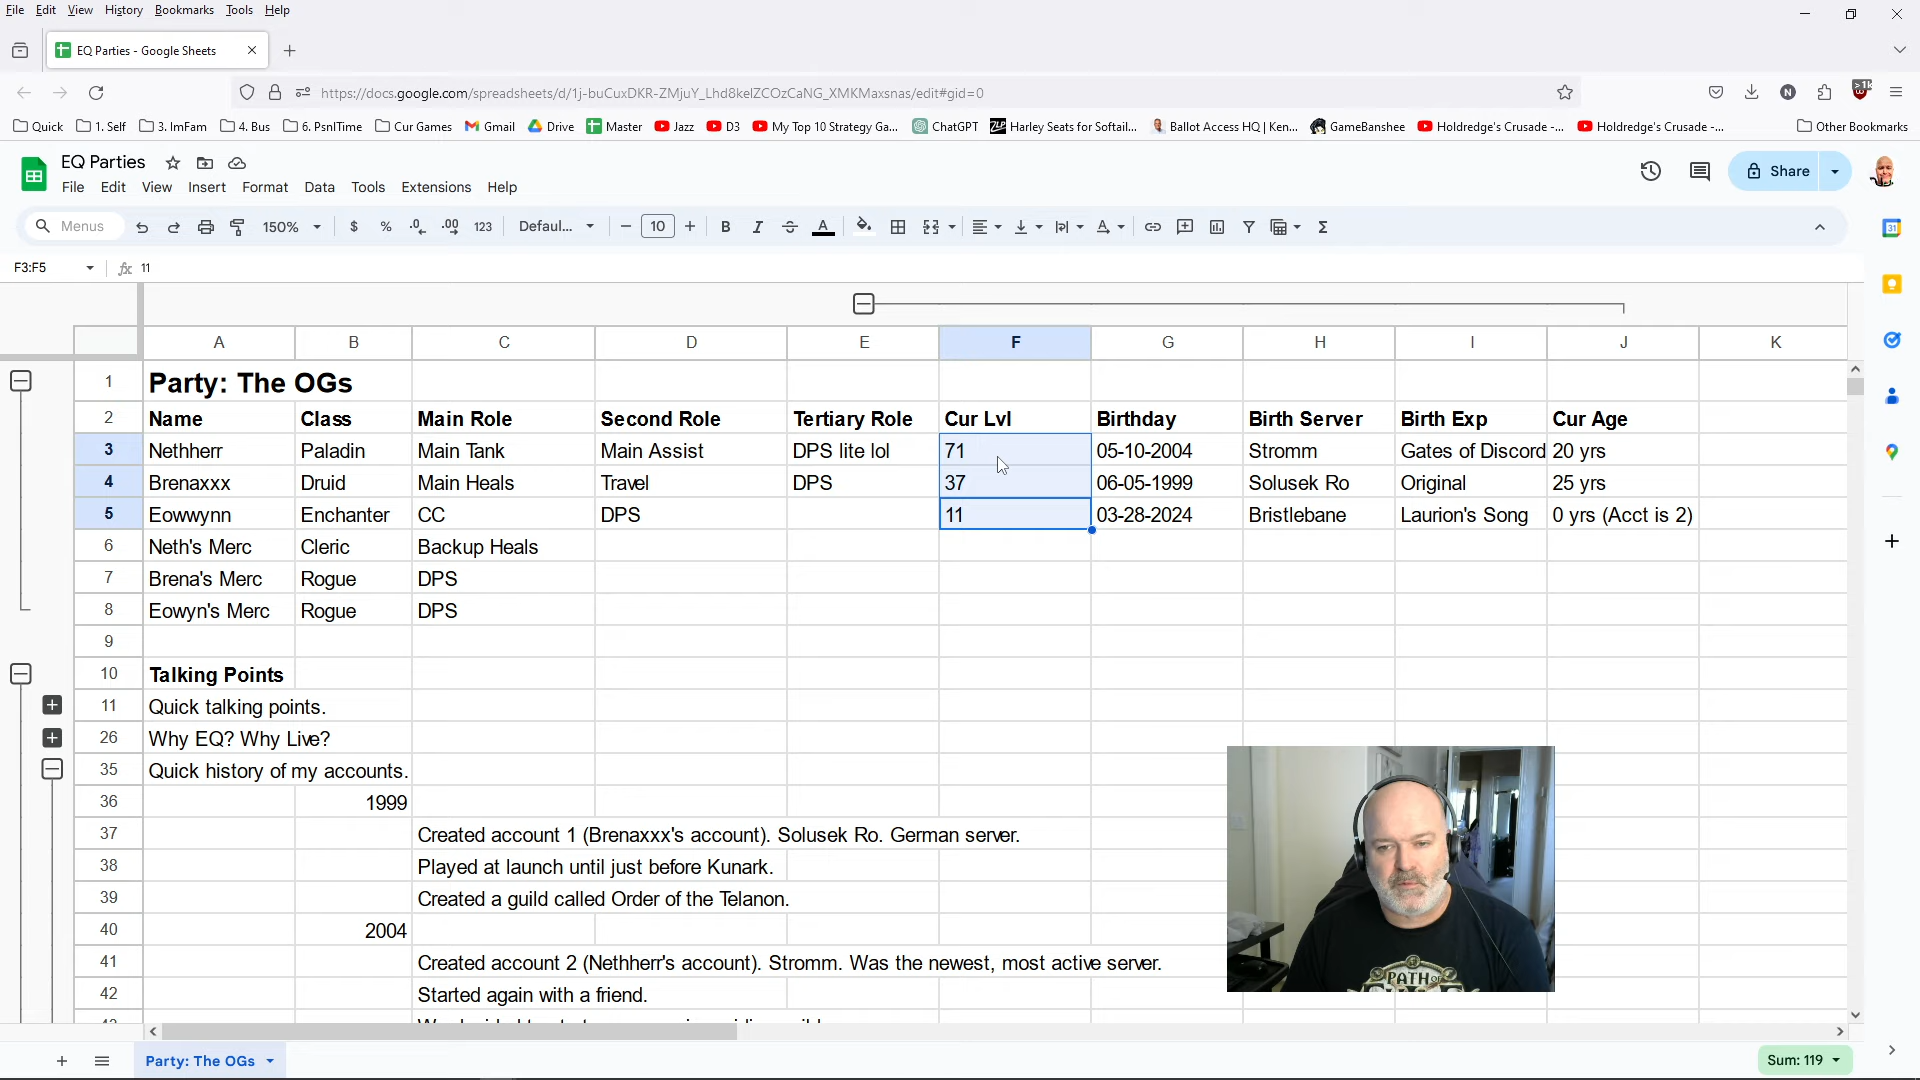 File Edit View History Bookmarks Tools Help
EQ Parties - Google Sheets
https://docs.google.com/spreadsheets/d/1j-buCuxDKR-ZMjuY_Lhd8kelZCOzCaNG_XMKMaxsnas/edit#gid=0
>1k
Quick 1. Self 3. ImFam 4. Bus 6. PsnlTime Cur Games Gmail Drive Master Jazz D3 My Top 10 Strategy Ga... ChatGPT Harley Seats for Softail... Ballot Access HQ | Ken... GameBanshee Holdredge's Crusade -... Holdredge's Crusade -... Other Bookmarks
EQ Parties
Share
File Edit View Insert Format Data Tools Extensions Help
Menus 150% $ % .0 .00 123 Defaul... 10 B I A
F3:F5 fx 11
A B C D E F G H I J K
1 Party: The OGs
2 Name Class Main Role Second Role Tertiary Role Cur Lvl Birthday Birth Server Birth Exp Cur Age
3 Nethherr Paladin Main Tank Main Assist DPS lite lol 71 05-10-2004 Stromm Gates of Discord 20 yrs
4 Brenaxxx Druid Main Heals Travel DPS 37 06-05-1999 Solusek Ro Original 25 yrs
5 Eowwynn Enchanter CC DPS 11 03-28-2024 Bristlebane Laurion's Song 0 yrs (Acct is 2)
6 Neth's Merc Cleric Backup Heals
7 Brena's Merc Rogue DPS
8 Eowyn's Merc Rogue DPS
9
10 Talking Points
11 Quick talking points.
26 Why EQ? Why Live?
35 Quick history of my accounts.
36 1999
37 Created account 1 (Brenaxxx's account). Solusek Ro. German server.
38 Played at launch until just before Kunark.
39 Created a guild called Order of the Telanon.
40 2004
41 Created account 2 (Nethherr's account). Stromm. Was the newest, most active server.
42 Started again with a friend.
PATH OF
Party: The OGs
Sum: 119